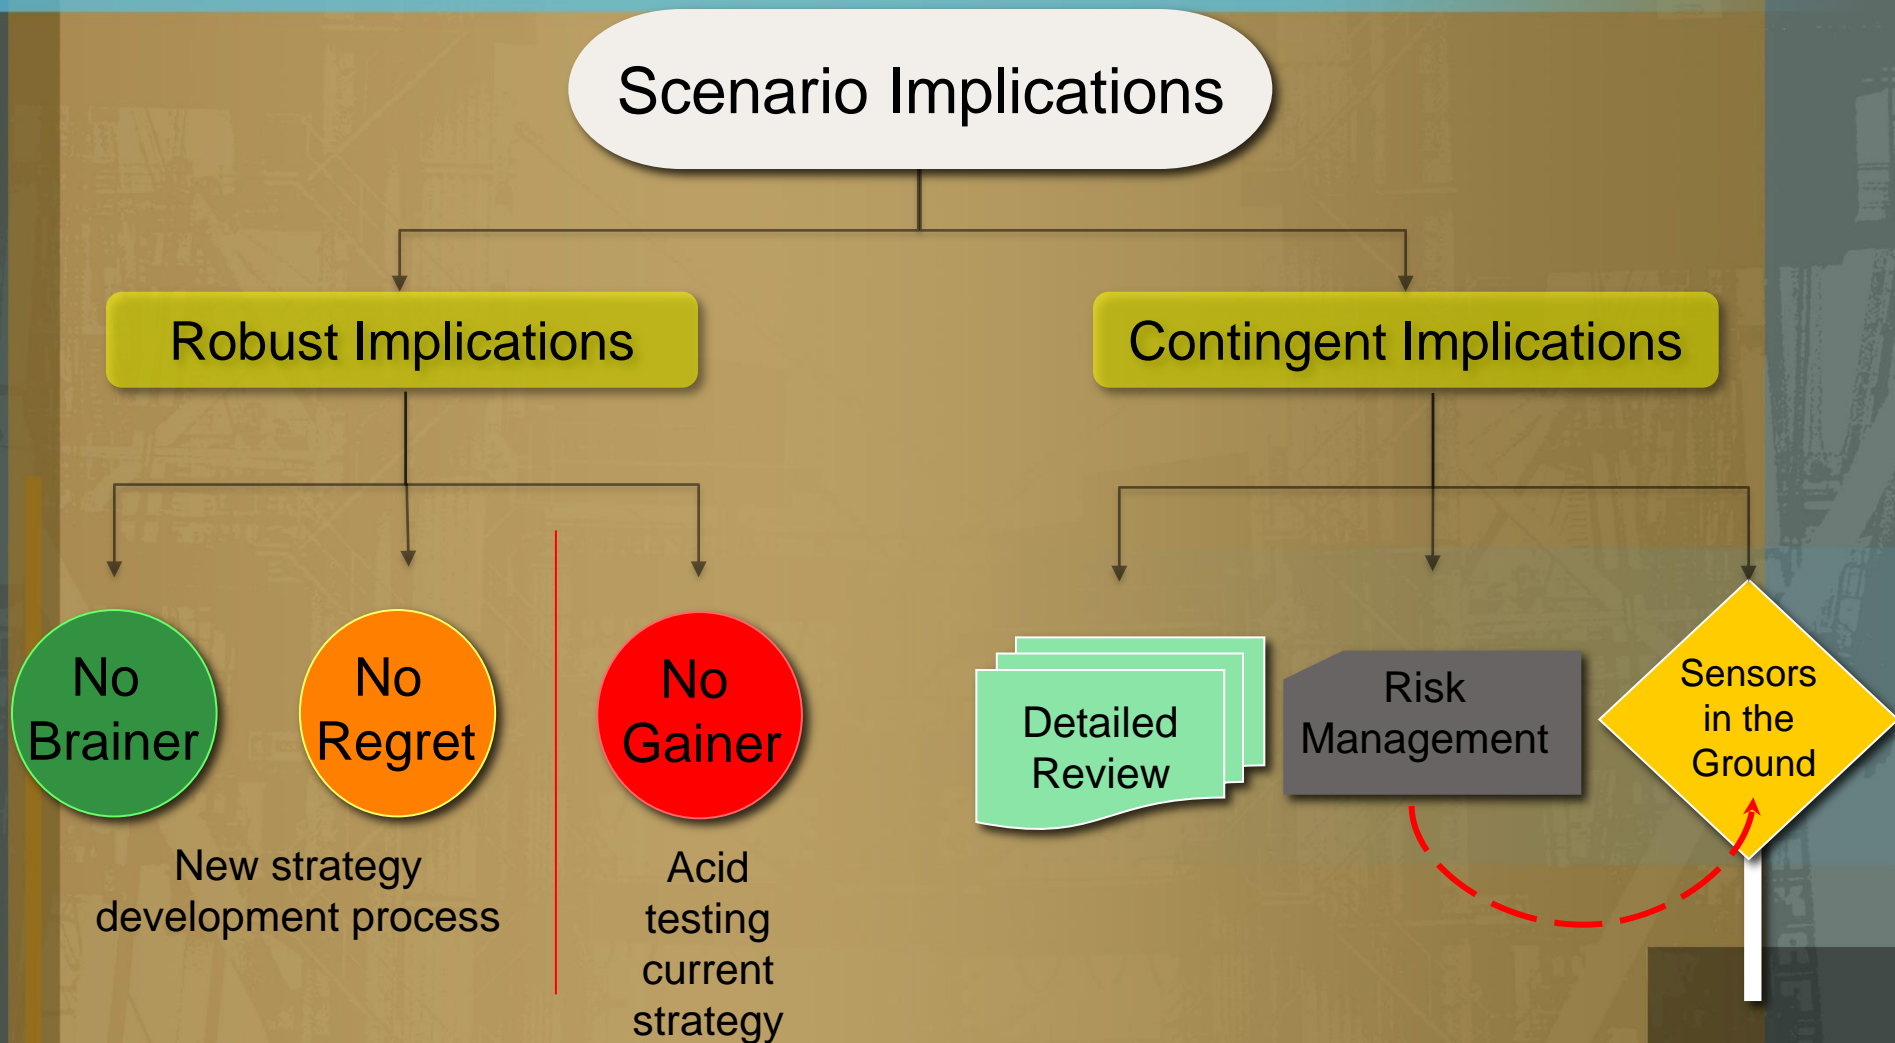 Scenario Implications
Robust Implications
Contingent Implications
No
Brainer
No
Regret
No
Gainer
Detailed
Review
Risk
Management
Sensors
in the
Ground
New strategy
development process
Acid
testing
current
strategy